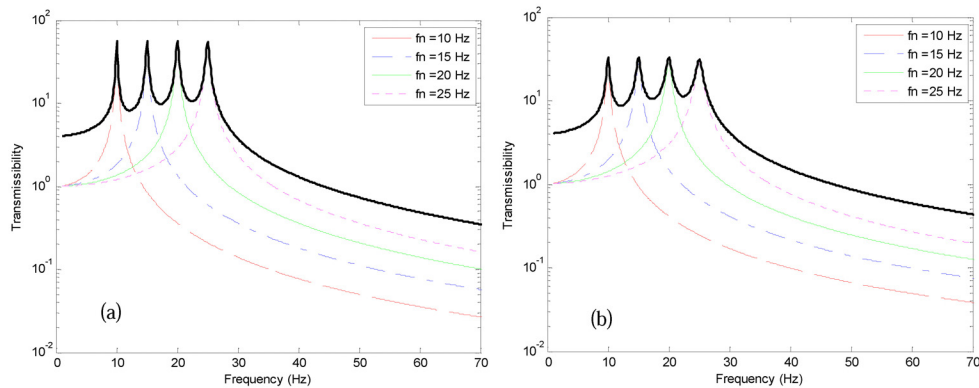 10²
10¹
10⁰
10⁻¹
10⁻²
Transmissibility
fn =10 Hz
fn =15 Hz
fn =20 Hz
fn =25 Hz
(a)
0 10 20 30 40 50 60 70
Frequency (Hz)
10²
10¹
10⁰
10⁻¹
10⁻²
Transmissibility
fn =10 Hz
fn =15 Hz
fn =20 Hz
fn =25 Hz
(b)
0 10 20 30 40 50 60 70
Frequency (Hz)